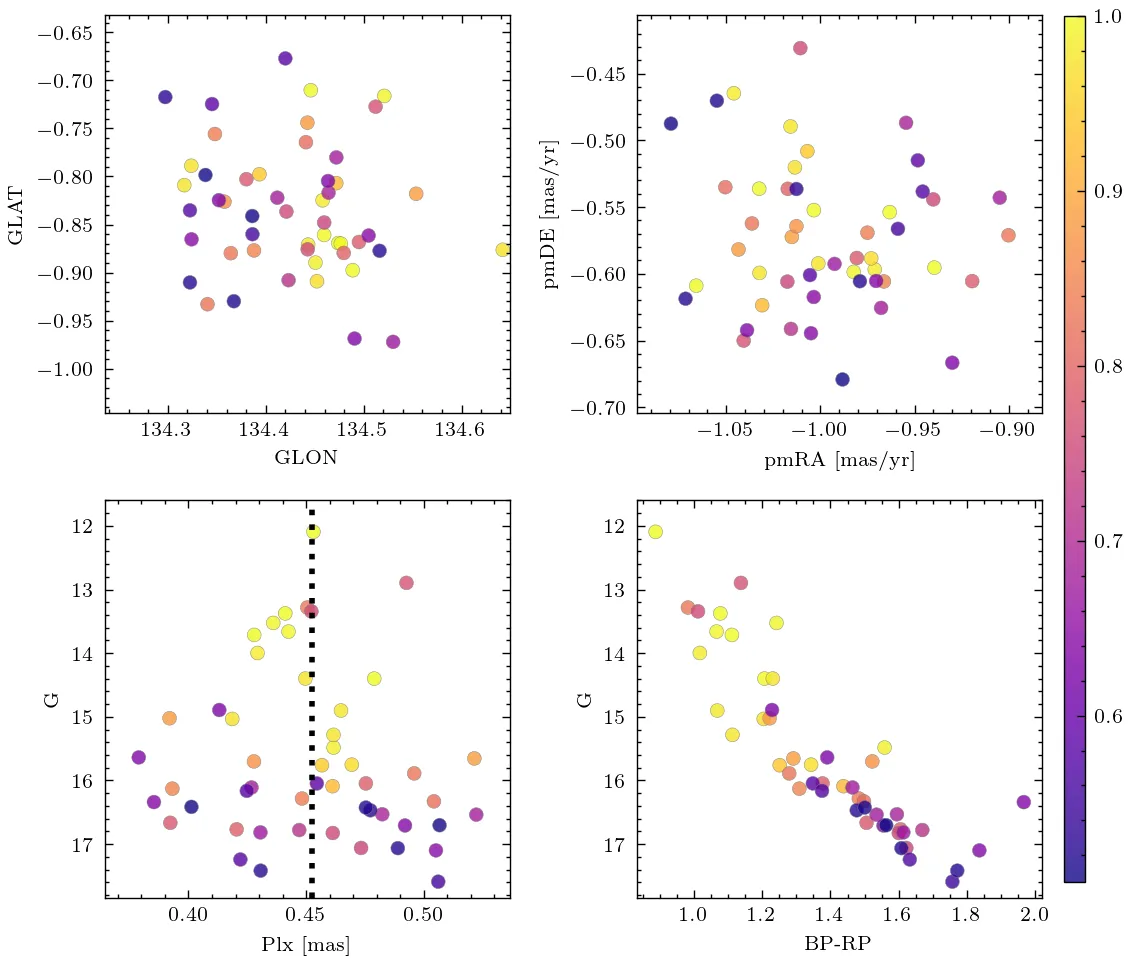 −0.65
−0.70
−0.75
−0.80
−0.85
−0.90
−0.95
−1.00
GLAT
134.3 134.4 134.5 134.6
GLON
−0.45
−0.50
−0.55
−0.60
−0.65
−0.70
pmDE [mas/yr]
−1.05 −1.00 −0.95 −0.90
pmRA [mas/yr]
12
13
14
15
16
17
G
0.40 0.45 0.50
Plx [mas]
12
13
14
15
16
17
G
1.0 1.2 1.4 1.6 1.8 2.0
BP-RP
1.0
0.9
0.8
0.7
0.6